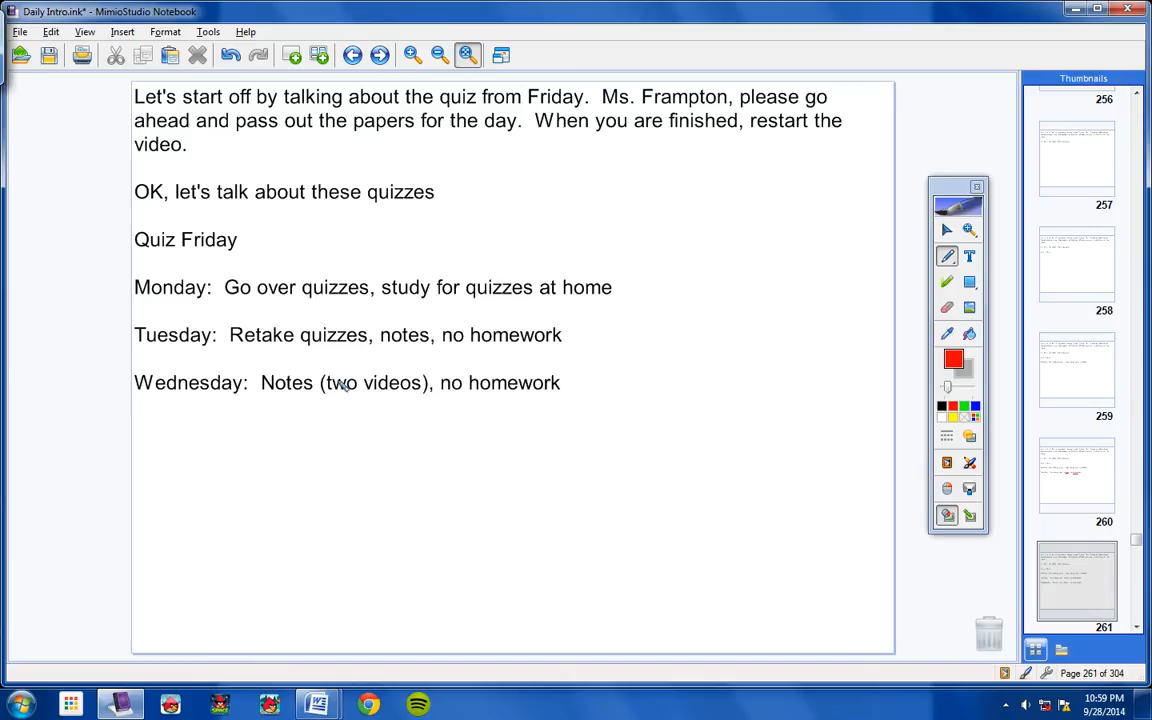 Daily Intro.ink* - MimioStudio Notebook
File Edit View Insert Format Tools Help
Let's start off by talking about the quiz from Friday. Ms. Frampton, please go
ahead and pass out the papers for the day. When you are finished, restart the
video.
OK, let's talk about these quizzes
Quiz Friday
Monday: Go over quizzes, study for quizzes at home
Tuesday: Retake quizzes, notes, no homework
Wednesday: Notes (two videos), no homework
Thumbnails
256
257
258
259
260
261
Page 261 of 304
10:59 PM
9/28/2014